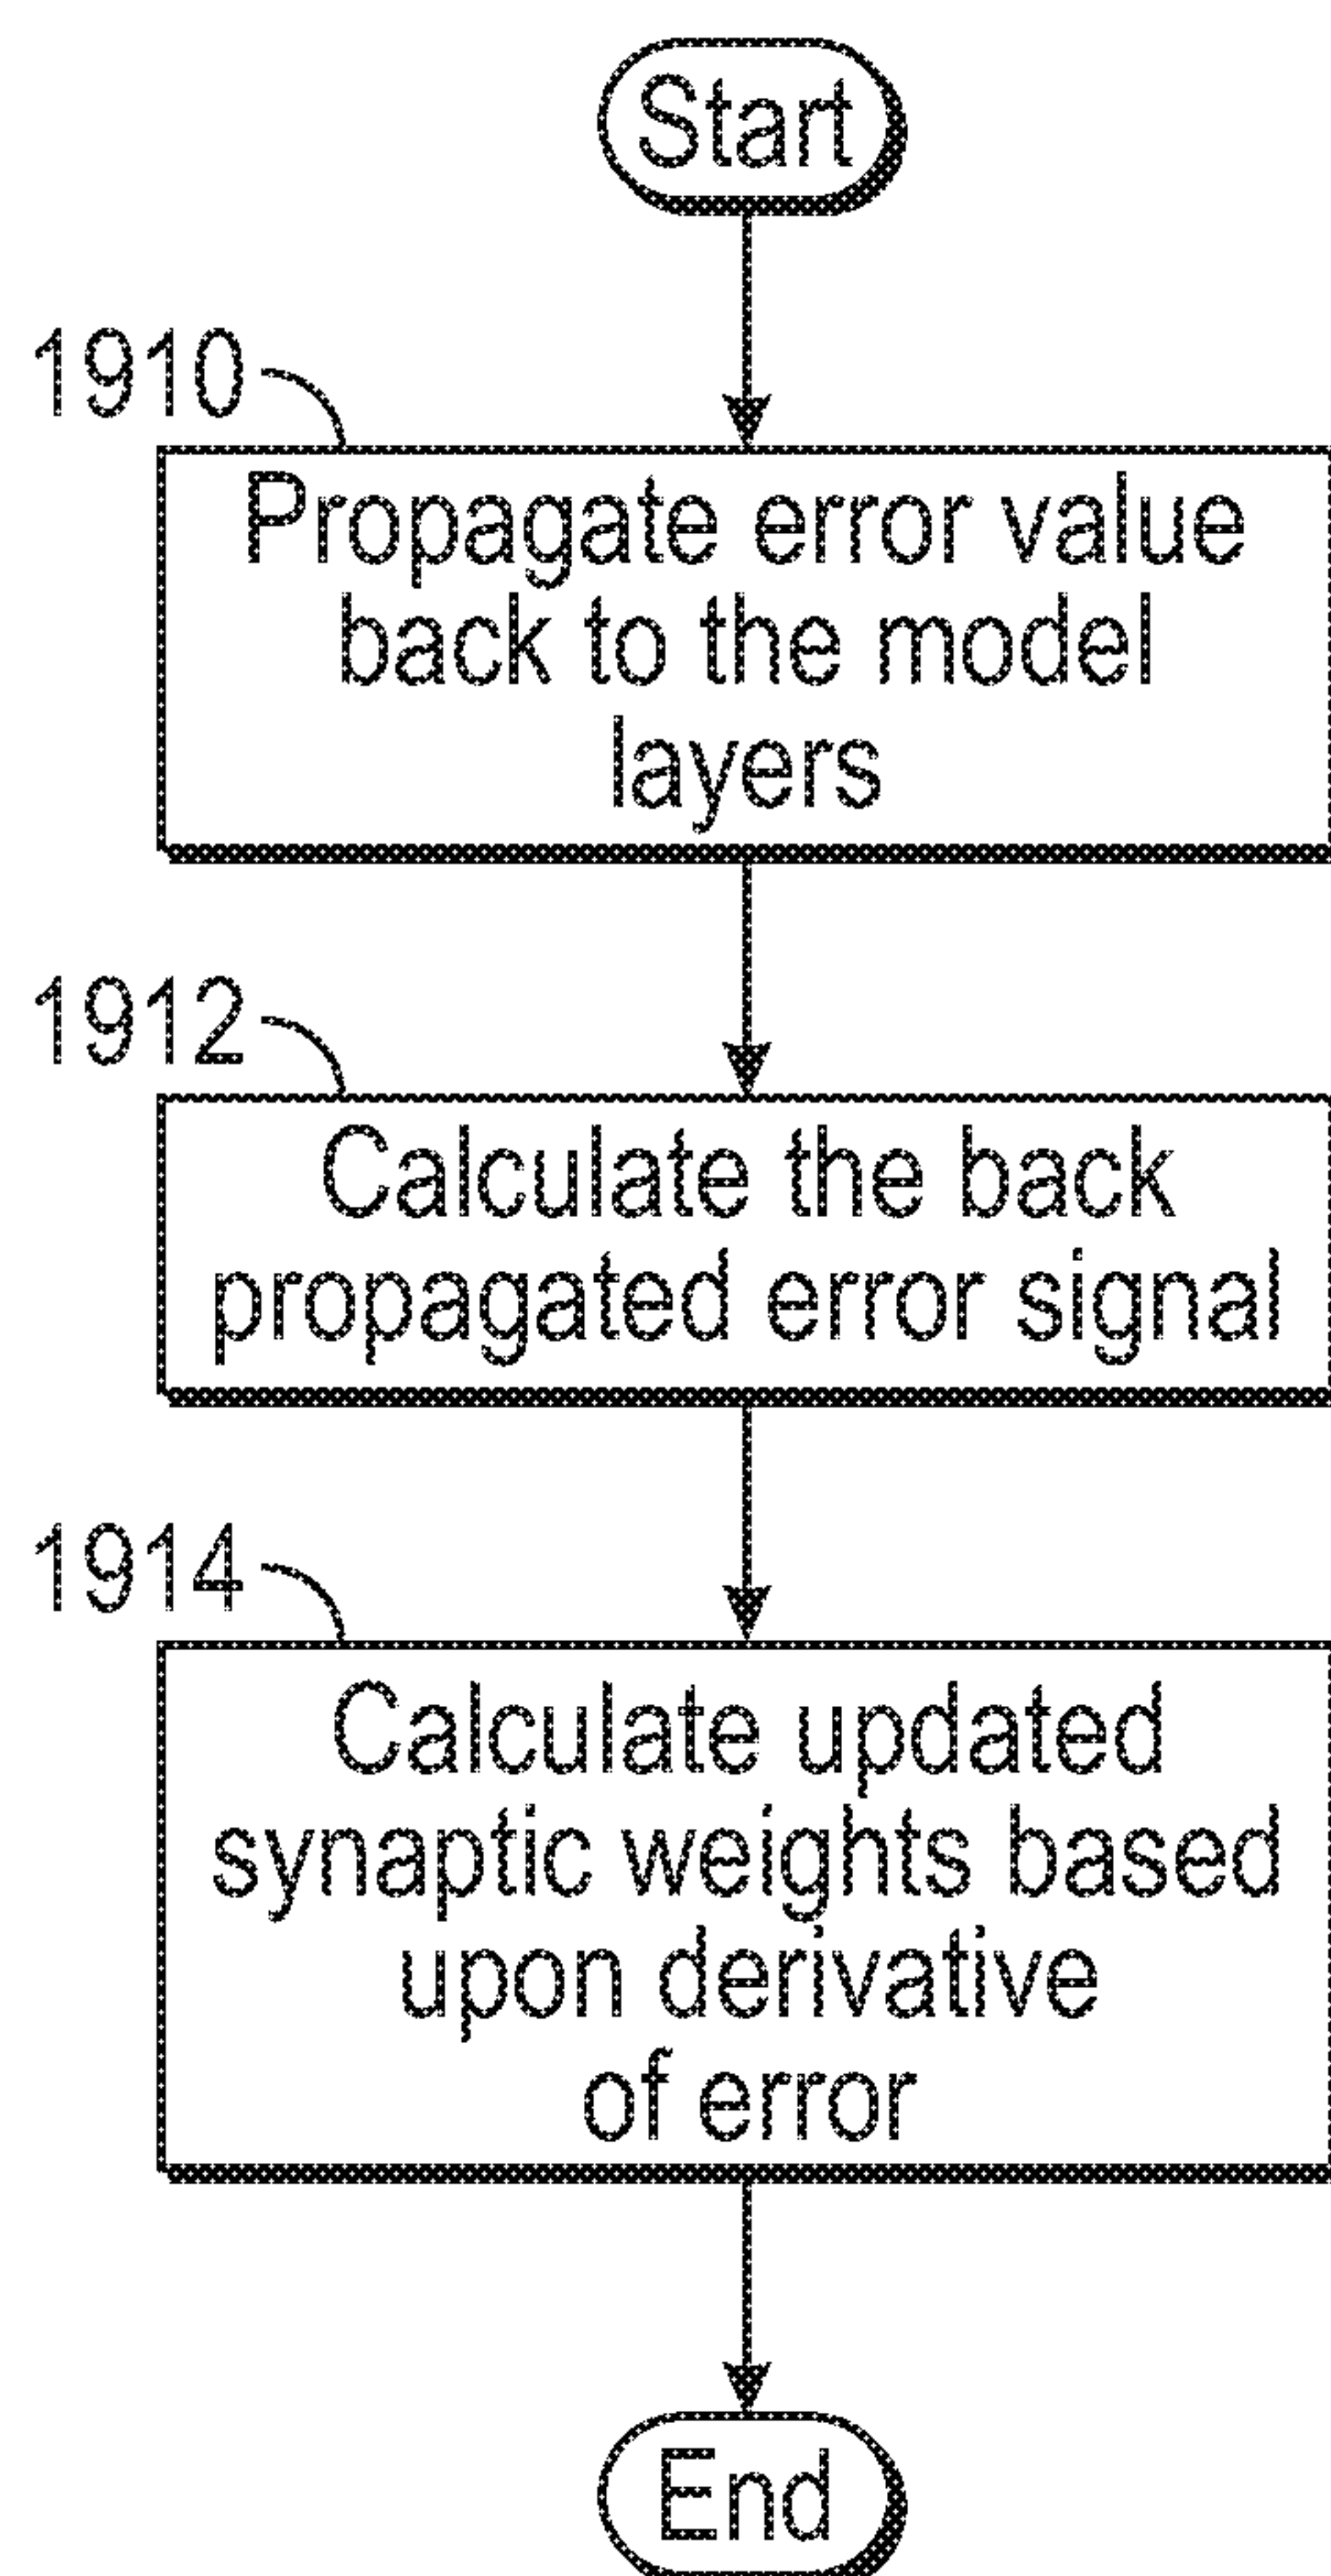 Start
1910
Propagate error value
back to the model
layers
1912
Calculate the back
propagated error signal
1914
Calculate updated
synaptic weights based
upon derivative
of error
End